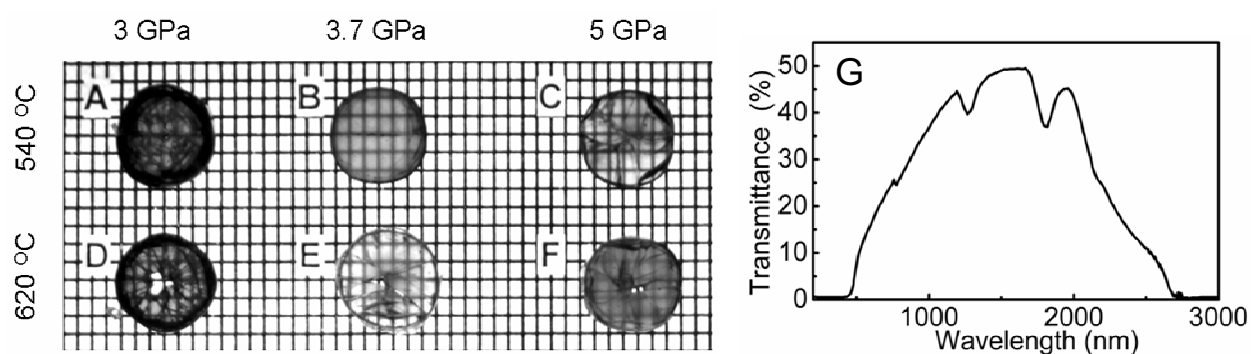 3 GPa
3.7 GPa
5 GPa
540 °C
A
B
C
620 °C
D
E
F
G
Transmittance (%)
50
40
30
20
10
0
1000
2000
3000
Wavelength (nm)